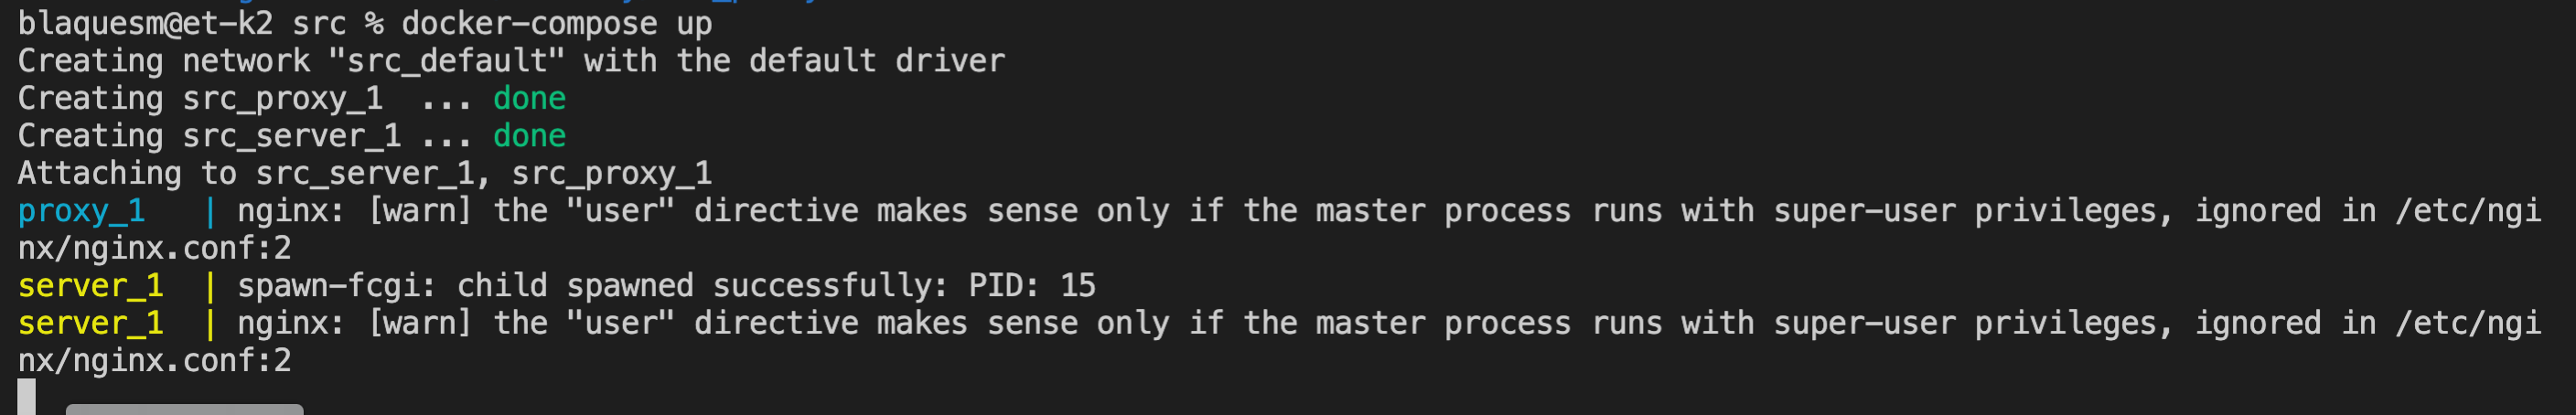 blaquesm@et-k2 src % docker-compose up
Creating network "src_default" with the default driver
Creating src_proxy_1  ... done
Creating src_server_1 ... done
Attaching to src_server_1, src_proxy_1
proxy_1   | nginx: [warn] the "user" directive makes sense only if the master process runs with super-user privileges, ignored in /etc/ngi
nx/nginx.conf:2
server_1  | spawn-fcgi: child spawned successfully: PID: 15
server_1  | nginx: [warn] the "user" directive makes sense only if the master process runs with super-user privileges, ignored in /etc/ngi
nx/nginx.conf:2